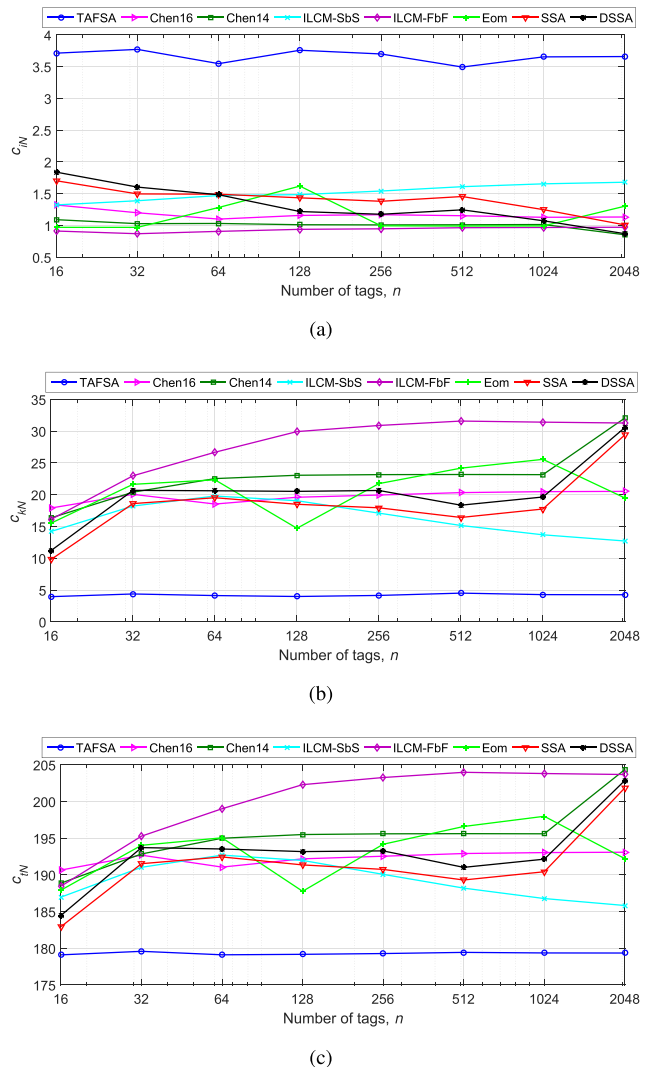 TAFSA Chen16 Chen14 ILCM-SbS ILCM-FbF Eom SSA DSSA
4
3.5
3
2.5
2
1.5
1
0.5
c_iN
16 32 64 128 256 512 1024 2048
Number of tags, n
(a)
TAFSA Chen16 Chen14 ILCM-SbS ILCM-FbF Eom SSA DSSA
35
30
25
20
15
10
5
0
c_kN
16 32 64 128 256 512 1024 2048
Number of tags, n
(b)
TAFSA Chen16 Chen14 ILCM-SbS ILCM-FbF Eom SSA DSSA
205
200
195
190
185
180
175
c_tN
16 32 64 128 256 512 1024 2048
Number of tags, n
(c)